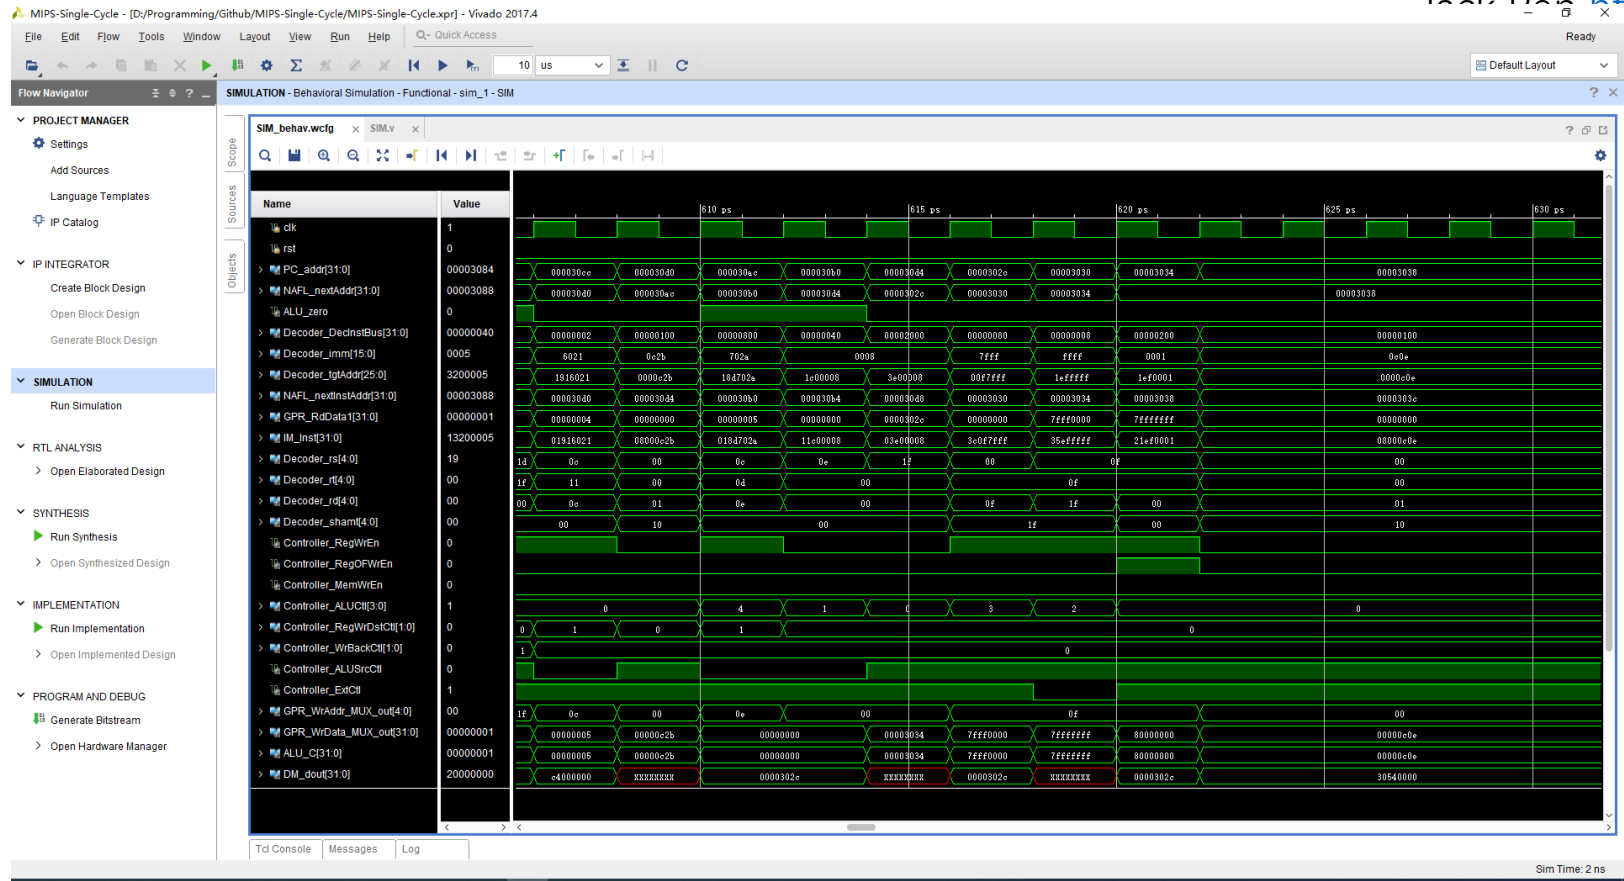 MIPS-Single-Cycle - [D:/Programming/Github/MIPS-Single-Cycle/MIPS-Single-Cycle.xpr] - Vivado 2017.4
File Edit Flow Tools Window Layout View Run Help Quick Access Ready
10 us Default Layout
Flow Navigator
SIMULATION - Behavioral Simulation - Functional - sim_1 - SIM
PROJECT MANAGER
Settings
Add Sources
Language Templates
IP Catalog
IP INTEGRATOR
Create Block Design
Open Block Design
Generate Block Design
SIMULATION
Run Simulation
RTL ANALYSIS
Open Elaborated Design
SYNTHESIS
Run Synthesis
Open Synthesized Design
IMPLEMENTATION
Run Implementation
Open Implemented Design
PROGRAM AND DEBUG
Generate Bitstream
Open Hardware Manager
Scope
Sources
Objects
SIM_behav.wcfg SIM.v
Name Value 610 ps 615 ps 620 ps 625 ps 630 ps
clk 1
rst 0
PC_addr[31:0] 00003084 000030cc 000030d0 000030ac 000030b0 000030d4 0000302c 00003030 00003034 00003038
NAFL_nextAddr[31:0] 00003088 000030d0 000030ac 000030b0 000030d4 0000302c 00003030 00003034 00003038
ALU_zero 0
Decoder_DecInstBus[31:0] 00000040 00000002 00000100 00000800 00000040 00002000 00000080 00000008 00000200 00000100
Decoder_imm[15:0] 0005 6021 0c2b 702a 0008 7fff ffff 0001 0c0e
Decoder_tgtAddr[25:0] 3200005 1916021 0000c2b 18d702a 1c00008 3e00008 00f7fff 1efffff 1ef0001 0000c0e
NAFL_nextInstAddr[31:0] 00003088 000030d0 000030d4 000030b0 000030b4 000030d8 00003030 00003034 00003038 0000303c
GPR_RdData1[31:0] 00000001 00000004 00000000 00000005 00000000 0000302c 00000000 7fff0000 7fffffff 00000000
IM_Inst[31:0] 13200005 01916021 08000c2b 018d702a 11c00008 03e00008 3c0f7fff 35efffff 21ef0001 08000c0e
Decoder_rs[4:0] 19 1d 0c 00 0c 0e 1f 00 0f 00
Decoder_rt[4:0] 00 1f 11 00 0d 00 0f 00
Decoder_rd[4:0] 00 00 0c 01 0e 00 0f 1f 00 01
Decoder_shamt[4:0] 00 00 10 00 1f 00 10
Controller_RegWrEn 0
Controller_RegOFWrEn 0
Controller_MemWrEn 0
Controller_ALUCtl[3:0] 1 0 4 1 0 3 2 0
Controller_RegWrDstCtl[1:0] 0 0 1 0 1 0
Controller_WrBackCtl[1:0] 0 1 0
Controller_ALUSrcCtl 0
Controller_ExtCtl 1
GPR_WrAddr_MUX_out[4:0] 00 1f 0c 00 0e 00 0f 00
GPR_WrData_MUX_out[31:0] 00000001 00000005 00000c2b 00000000 00003034 7fff0000 7fffffff 80000000 00000c0e
ALU_C[31:0] 00000001 00000005 00000c2b 00000000 00003034 7fff0000 7fffffff 80000000 00000c0e
DM_dout[31:0] 20000000 c4000000 XXXXXXXX 0000302c XXXXXXXX 0000302c XXXXXXXX 0000302c 30540000
Tcl Console Messages Log
Sim Time: 2 ns